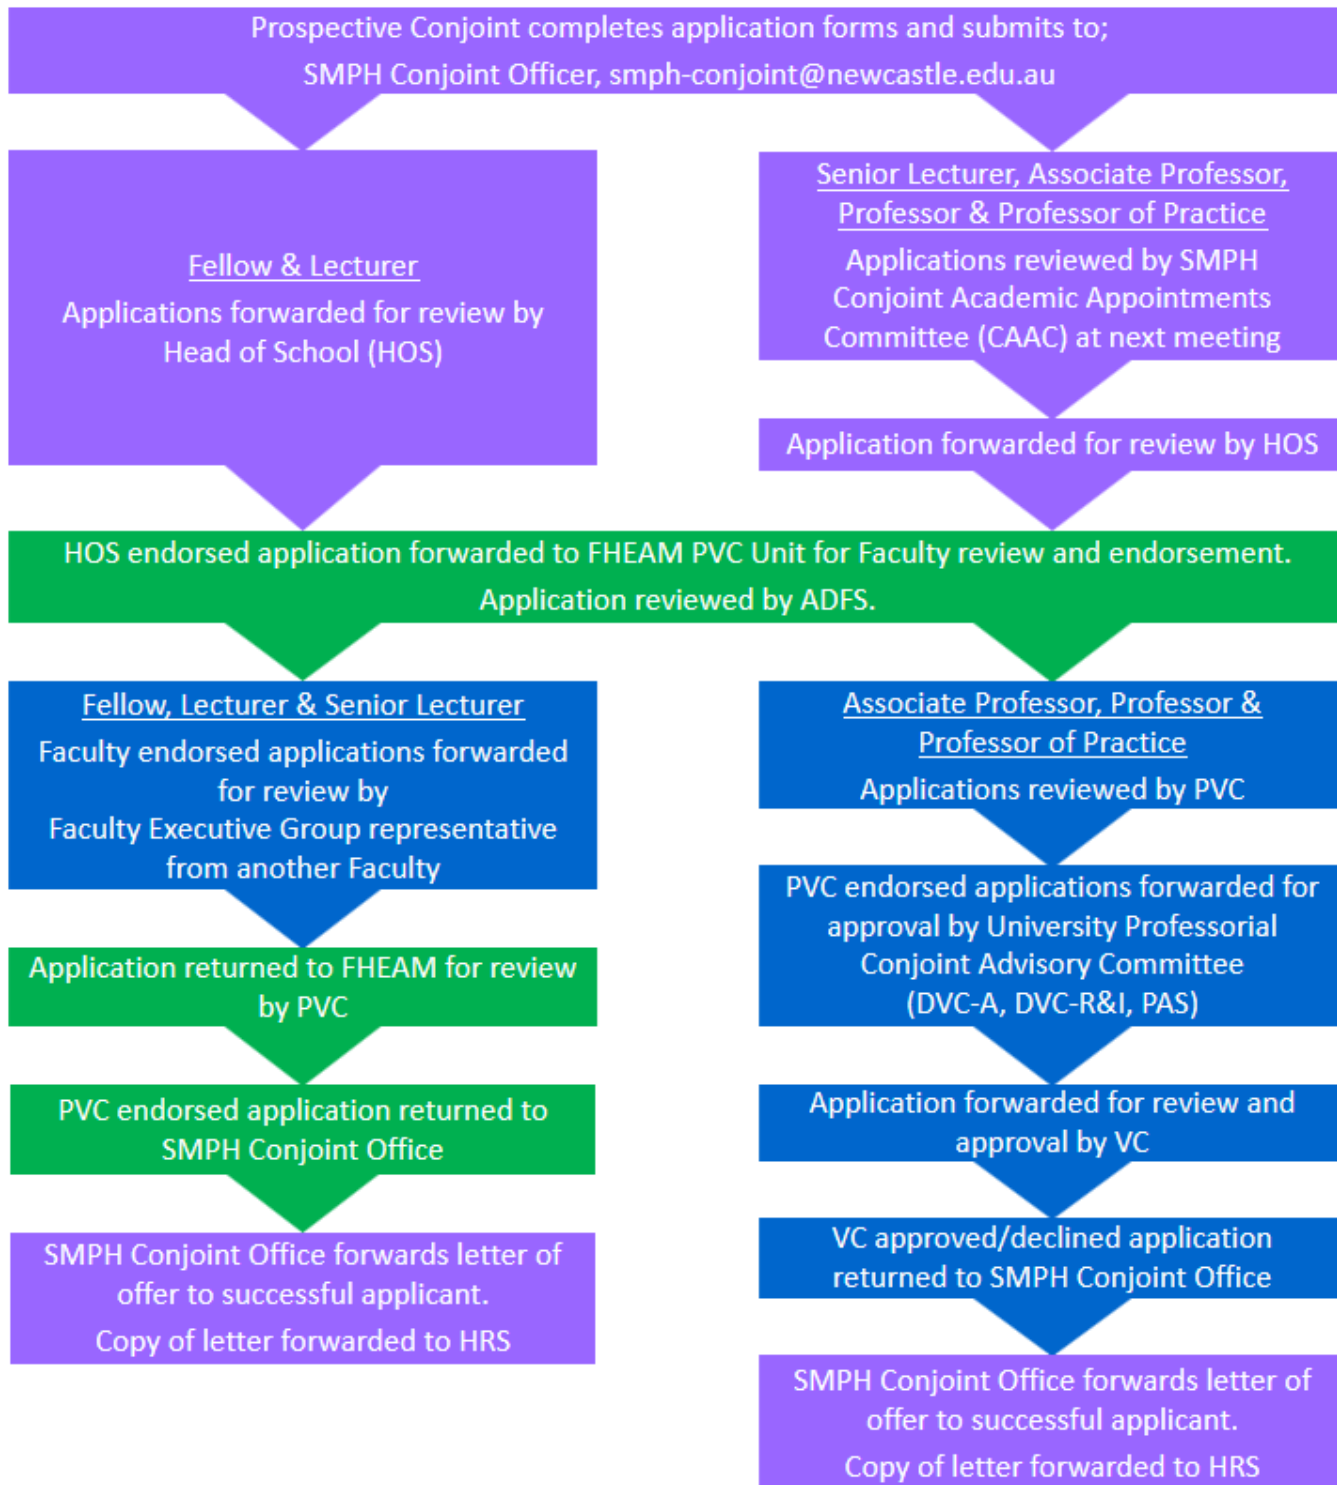 Prospective Conjoint completes application forms and submits to;
SMPH Conjoint Officer, smph-conjoint@newcastle.edu.au
Fellow & Lecturer
Applications forwarded for review by
Head of School (HOS)
Senior Lecturer, Associate Professor,
Professor & Professor of Practice
Applications reviewed by SMPH
Conjoint Academic Appointments
Committee (CAAC) at next meeting
Application forwarded for review by HOS
HOS endorsed application forwarded to FHEAM PVC Unit for Faculty review and endorsement.
Application reviewed by ADFS.
Fellow, Lecturer & Senior Lecturer
Faculty endorsed applications forwarded
for review by
Faculty Executive Group representative
from another Faculty
Application returned to FHEAM for review
by PVC
PVC endorsed application returned to
SMPH Conjoint Office
SMPH Conjoint Office forwards letter of
offer to successful applicant.
Copy of letter forwarded to HRS
Associate Professor, Professor &
Professor of Practice
Applications reviewed by PVC
PVC endorsed applications forwarded for
approval by University Professorial
Conjoint Advisory Committee
(DVC-A, DVC-R&I, PAS)
Application forwarded for review and
approval by VC
VC approved/declined application
returned to SMPH Conjoint Office
SMPH Conjoint Office forwards letter of
offer to successful applicant.
Copy of letter forwarded to HRS